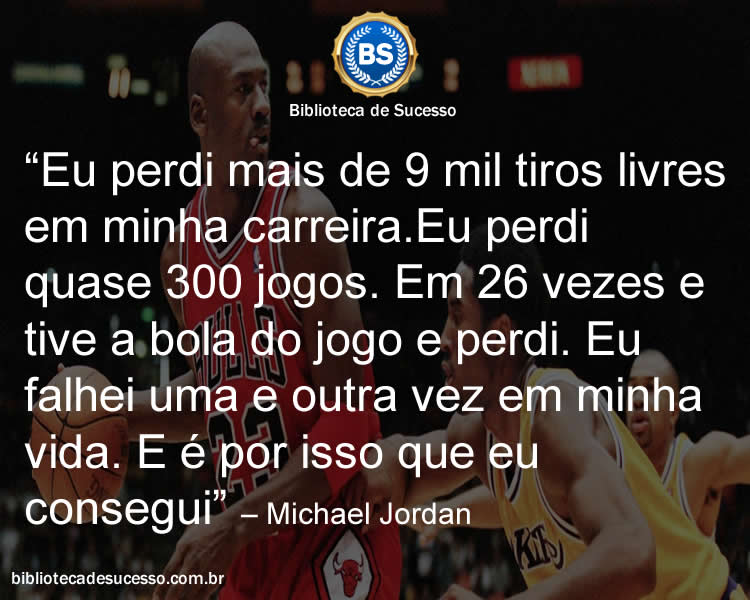 BS
Biblioteca de Sucesso
“Eu perdi mais de 9 mil tiros livres
em minha carreira.Eu perdi
quase 300 jogos. Em 26 vezes e
tive a bola do jogo e perdi. Eu
falhei uma e outra vez em minha
vida. E é por isso que eu
consegui” – Michael Jordan
BULLS
23
bibliotecadesucesso.com.br